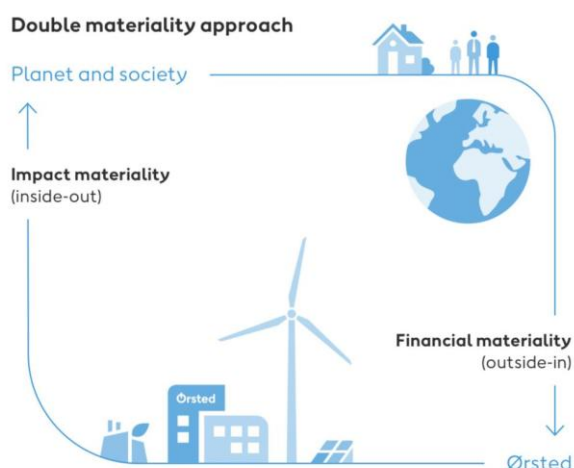 Double materiality approach
Planet and society
Impact materiality
(inside-out)
Financial materiality
(outside-in)
Ørsted
Ørsted